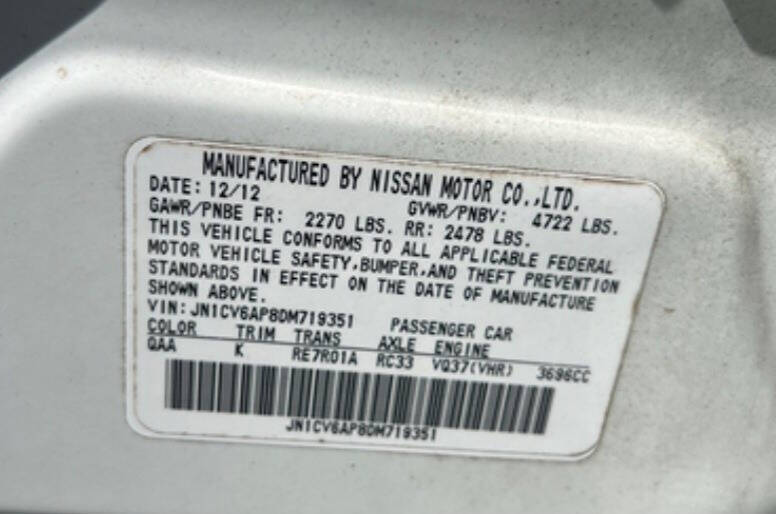 MANUFACTURED BY NISSAN MOTOR CO.,LTD.
DATE: 12/12 GVWR/PNBV: 4722 LBS.
GAWR/PNBE FR: 2270 LBS. RR: 2478 LBS.
THIS VEHICLE CONFORMS TO ALL APPLICABLE FEDERAL
MOTOR VEHICLE SAFETY,BUMPER,AND THEFT PREVENTION
STANDARDS IN EFFECT ON THE DATE OF MANUFACTURE
SHOWN ABOVE.
VIN: JN1CV6AP8DM719351 PASSENGER CAR
COLOR TRIM TRANS AXLE ENGINE
QAA K RE7R01A RC33 VQ37(VHR) 3696CC
JN1CV6AP8DM719351